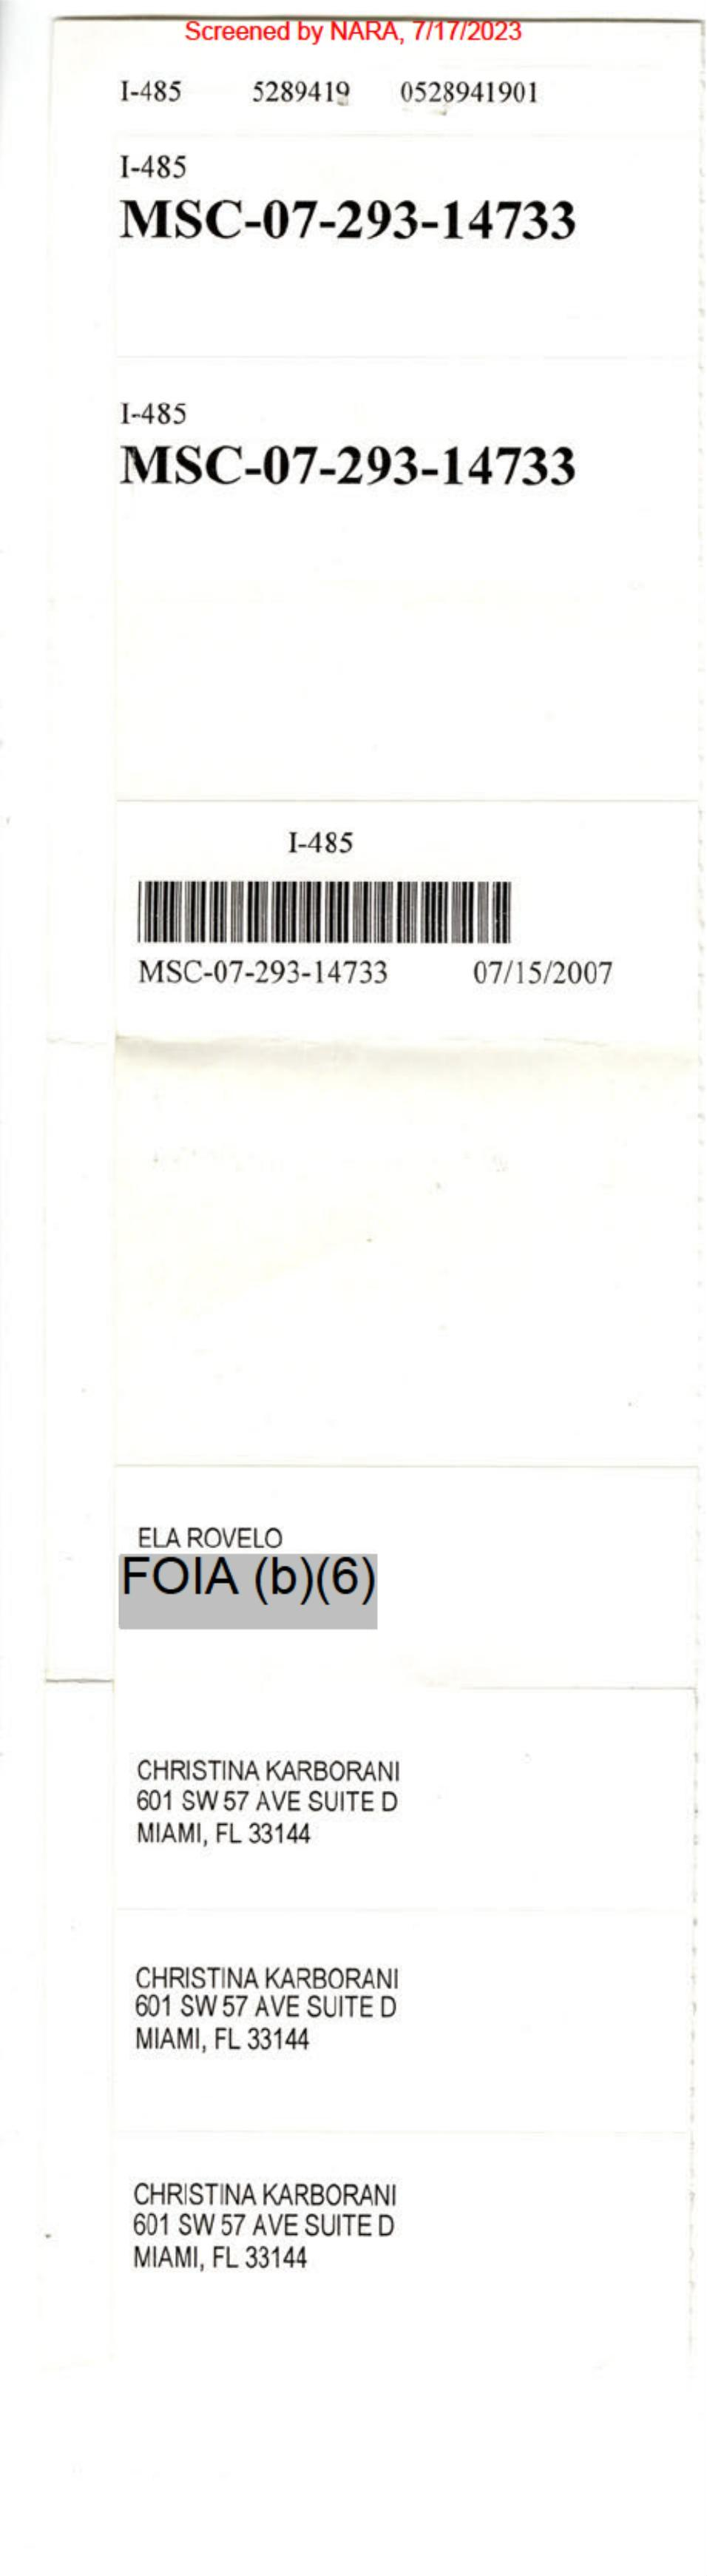 Screened by NARA, 7/17/2023
I-485 5289419 0528941901
I-485
MSC-07-293-14733
I-485
MSC-07-293-14733
I-485
MSC-07-293-14733 07/15/2007
ELA ROVELO
FOIA (b)(6)
CHRISTINA KARBORANI
601 SW 57 AVE SUITE D
MIAMI, FL 33144
CHRISTINA KARBORANI
601 SW 57 AVE SUITE D
MIAMI, FL 33144
CHRISTINA KARBORANI
601 SW 57 AVE SUITE D
MIAMI, FL 33144